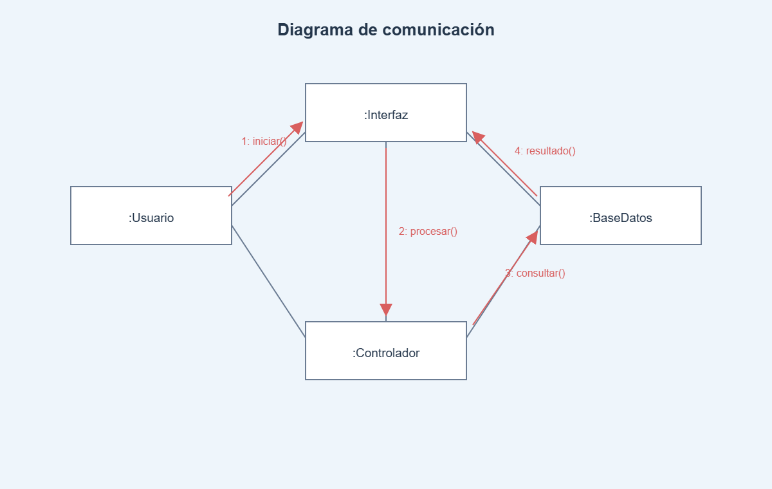 Diagrama de comunicación
:Interfaz
1: iniciar()
4: resultado()
:Usuario
:BaseDatos
2: procesar()
3: consultar()
:Controlador